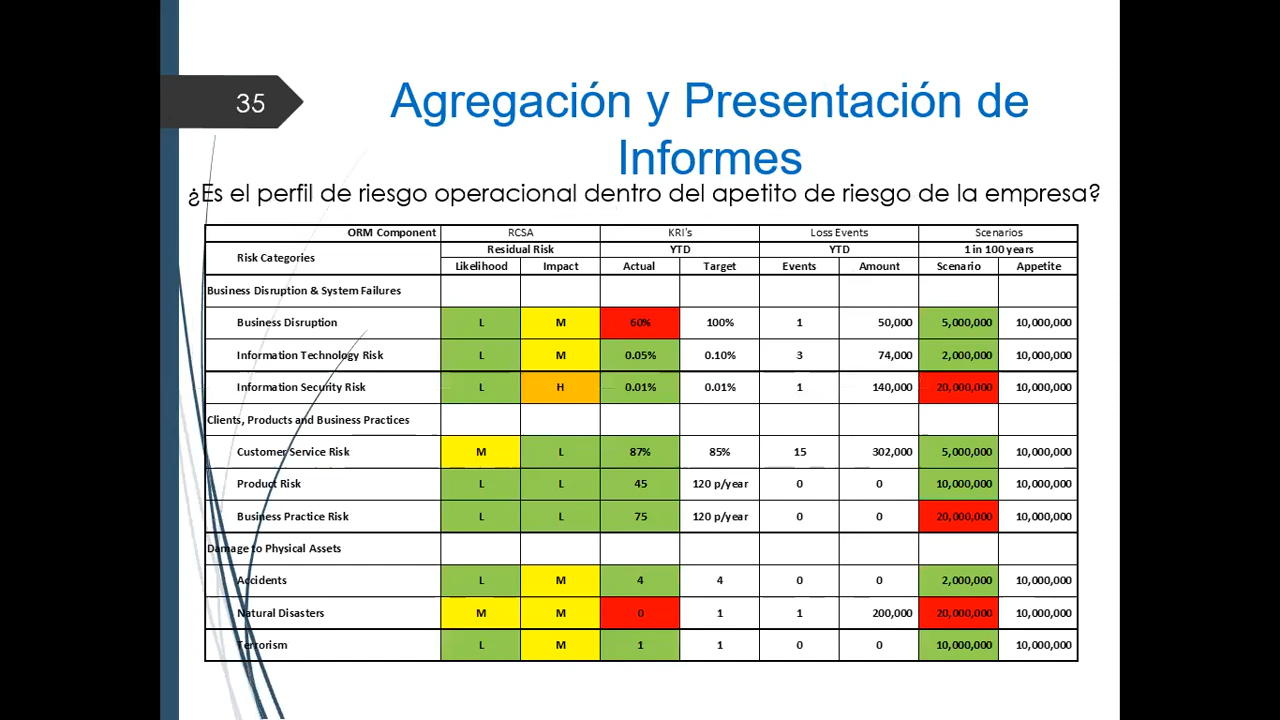 35
Agregación y Presentación de
Informes
¿Es el perfil de riesgo operacional dentro del apetito de riesgo de la empresa?
ORM Component RCSA KRI's Loss Events Scenarios
Risk Categories Residual Risk YTD YTD 1 in 100 years
Likelihood Impact Actual Target Events Amount Scenario Appetite
Business Disruption & System Failures
Business Disruption L M 60% 100% 1 50,000 5,000,000 10,000,000
Information Technology Risk L M 0.05% 0.10% 3 74,000 2,000,000 10,000,000
Information Security Risk L H 0.01% 0.01% 1 140,000 20,000,000 10,000,000
Clients, Products and Business Practices
Customer Service Risk M L 87% 85% 15 302,000 5,000,000 10,000,000
Product Risk L L 45 120 p/year 0 0 10,000,000 10,000,000
Business Practice Risk L L 75 120 p/year 0 0 20,000,000 10,000,000
Damage to Physical Assets
Accidents L M 4 4 0 0 2,000,000 10,000,000
Natural Disasters M M 0 1 1 200,000 20,000,000 10,000,000
Terrorism L M 1 1 0 0 10,000,000 10,000,000